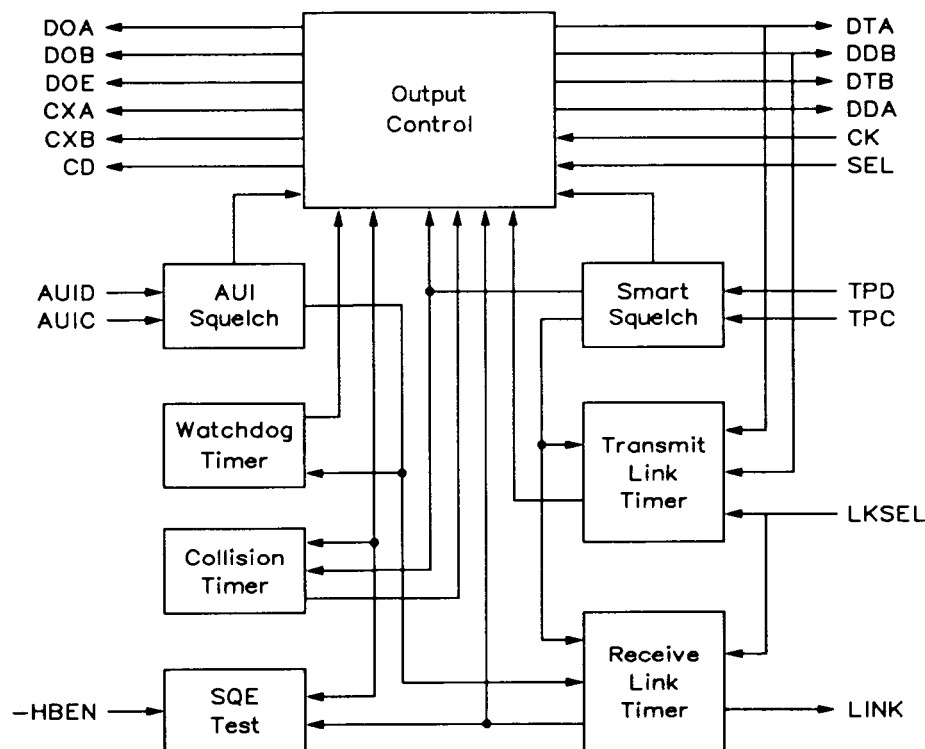 DOA
DOB
DOE
CXA
CXB
CD
Output
Control
DTA
DDB
DTB
DDA
CK
SEL
AUID
AUIC
AUI
Squelch
Smart
Squelch
TPD
TPC
Watchdog
Timer
Transmit
Link
Timer
LKSEL
Collision
Timer
-HBEN
SQE
Test
Receive
Link
Timer
LINK